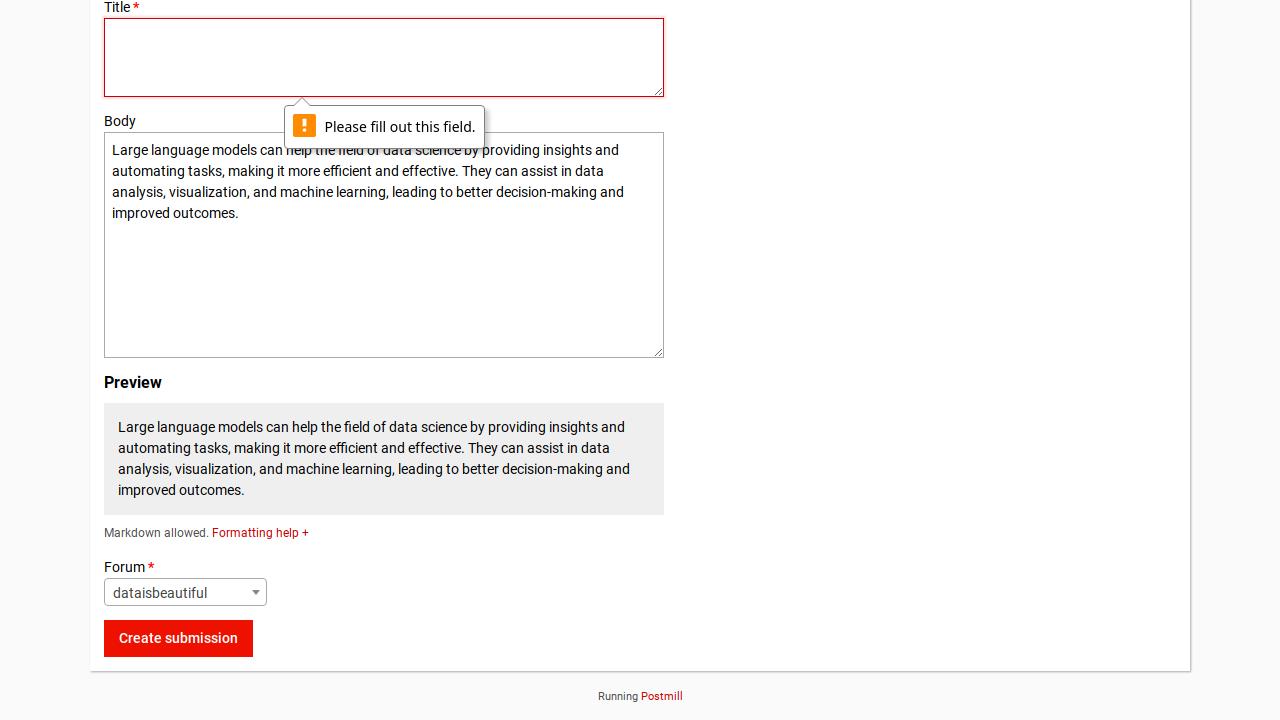 Title *
Please fill out this field.
Body
Large language models can help the field of data science by providing insights and
automating tasks, making it more efficient and effective. They can assist in data
analysis, visualization, and machine learning, leading to better decision-making and
improved outcomes.
Preview
Large language models can help the field of data science by providing insights and
automating tasks, making it more efficient and effective. They can assist in data
analysis, visualization, and machine learning, leading to better decision-making and
improved outcomes.
Markdown allowed. Formatting help +
Forum *
dataisbeautiful
Create submission
Running Postmill